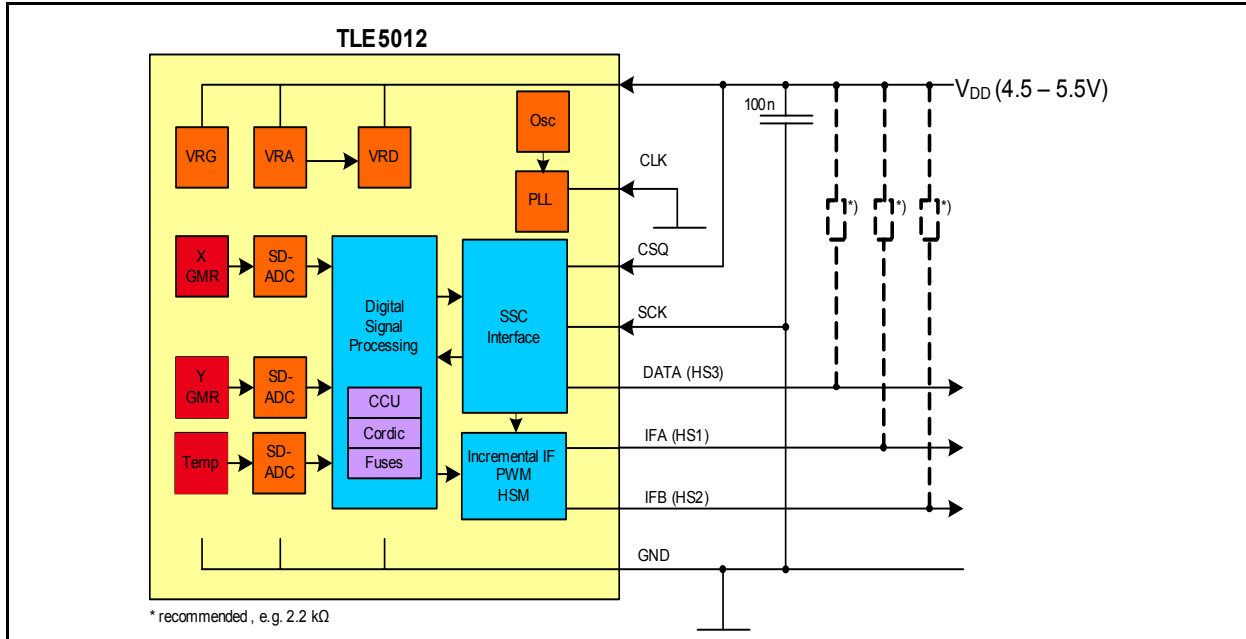 TLE5012
VDD (4.5 – 5.5V)
100n
Osc
VRG
VRA
VRD
CLK
PLL
*)
*)
*)
X
GMR
SD-
ADC
CSQ
Digital
Signal
Processing
SSC
Interface
SCK
Y
GMR
SD-
ADC
DATA (HS3)
CCU
Cordic
Fuses
Temp
SD-
ADC
Incremental IF
PWM
HSM
IFA (HS1)
IFB (HS2)
GND
* recommended , e.g. 2.2 kΩ